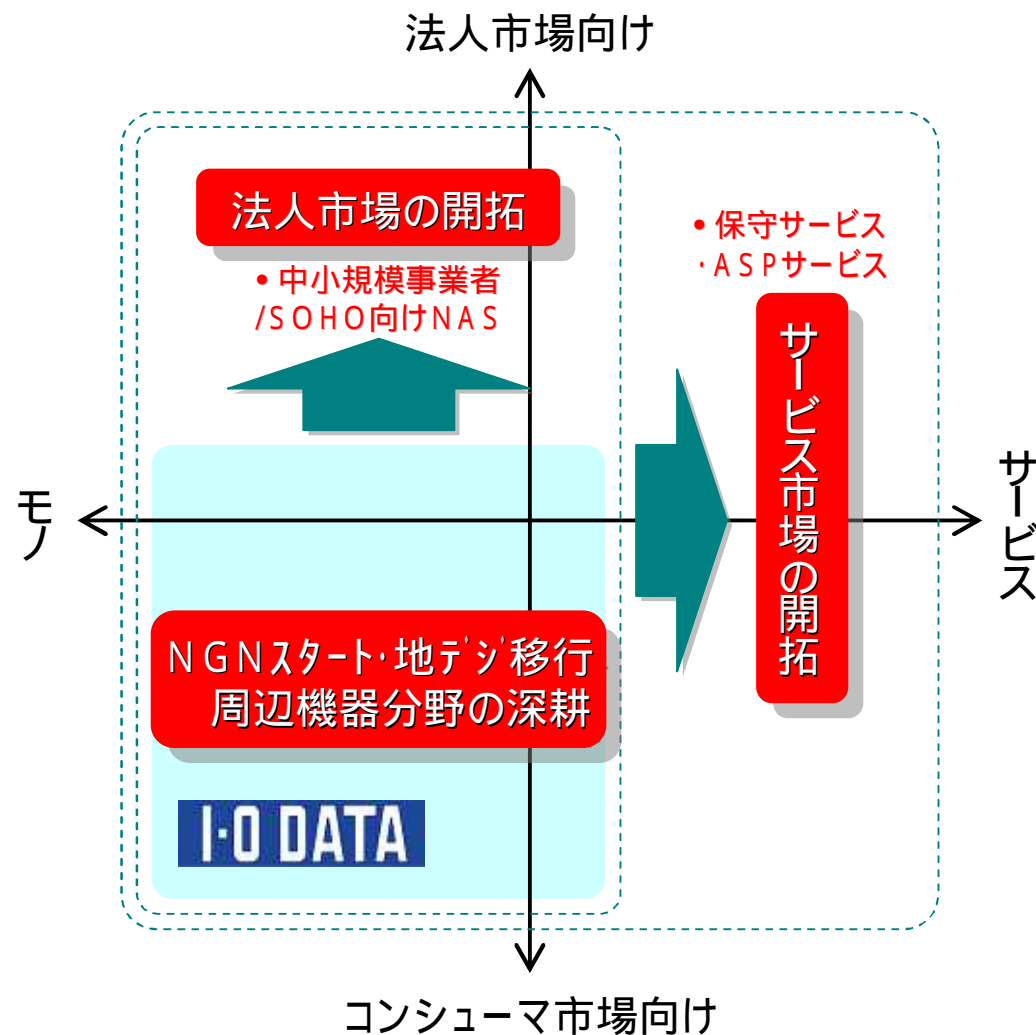 法人市場向け
法人市場の開拓
• 中小規模事業者
/SOHO向けNAS
• 保守サービス
・ASPサービス
サービス市場の開拓
モノ
サービス
NGNスタート・地デジ移行
周辺機器分野の深耕
I-O DATA
コンシューマ市場向け